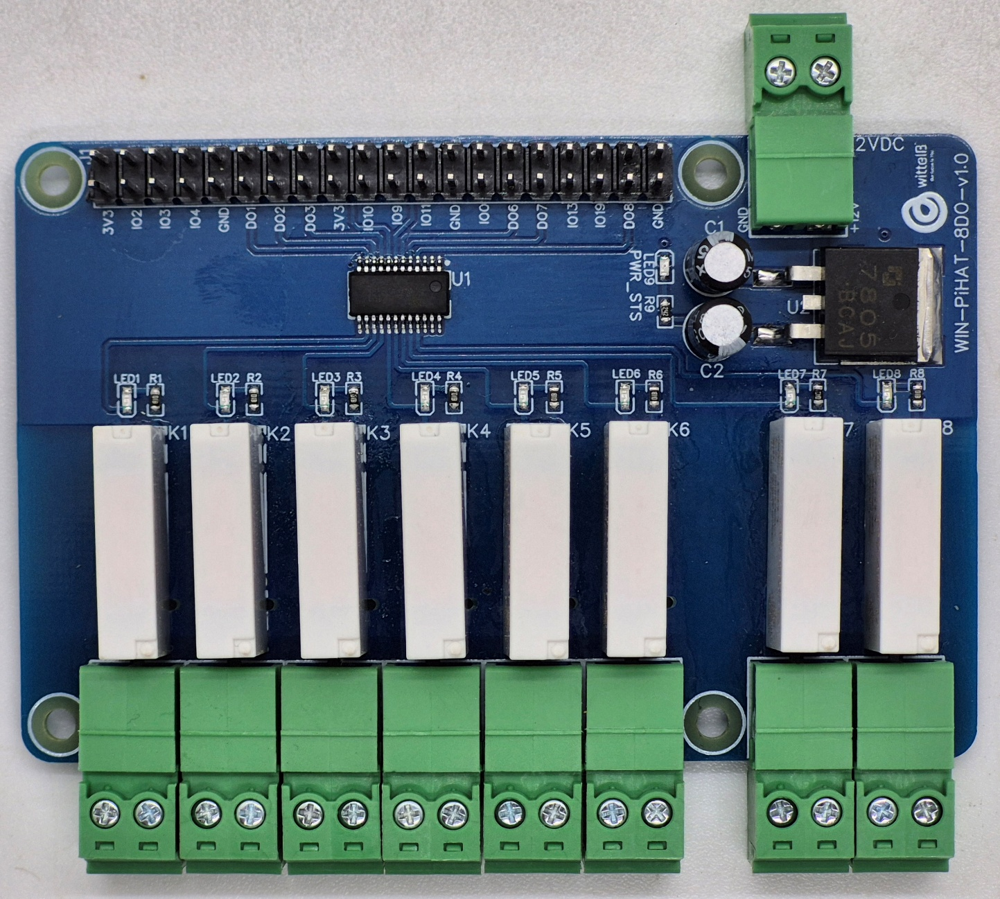 J1
2VDC
wittelB
3V3
IO2
IO3
IO4
GND
DO1
DO2
DO3
3V3
IO10
IO9
IO11
GND
IO0
DO6
DO7
IO13
IO19
DO8
GND
GND
+12V
WIN-PiHAT-8DO-v1.0
C1
U1
LED9
PWR_STS
R9
U2
7805
BCAJ
C2
LED1 R1
LED2 R2
LED3 R3
LED4 R4
LED5 R5
LED6 R6
LED7 R7
LED8 R8
K1
K2
K3
K4
K5
K6
7
8